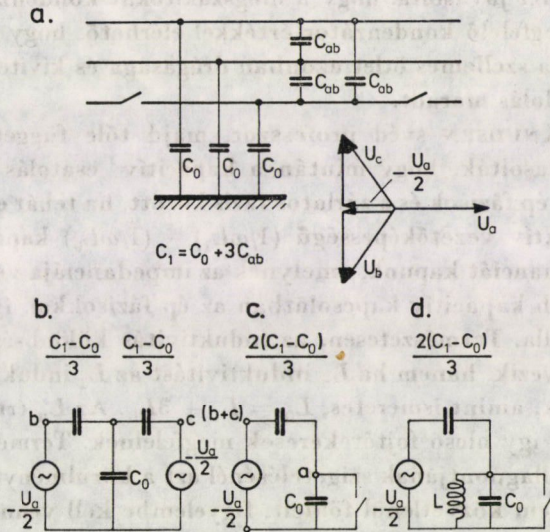 a.
C_ab
C_ab C_ab
C_0 C_0 C_0
U_c
-U_a/2
U_a
U_b
C_1 = C_0 + 3C_ab
b. c. d.
C_1-C_0/3 C_1-C_0/3 2(C_1-C_0)/3 2(C_1-C_0)/3
b c (b+c)
-U_a/2 C_0 -U_a/2 -U_a/2 a C_0 -U_a/2 L C_0